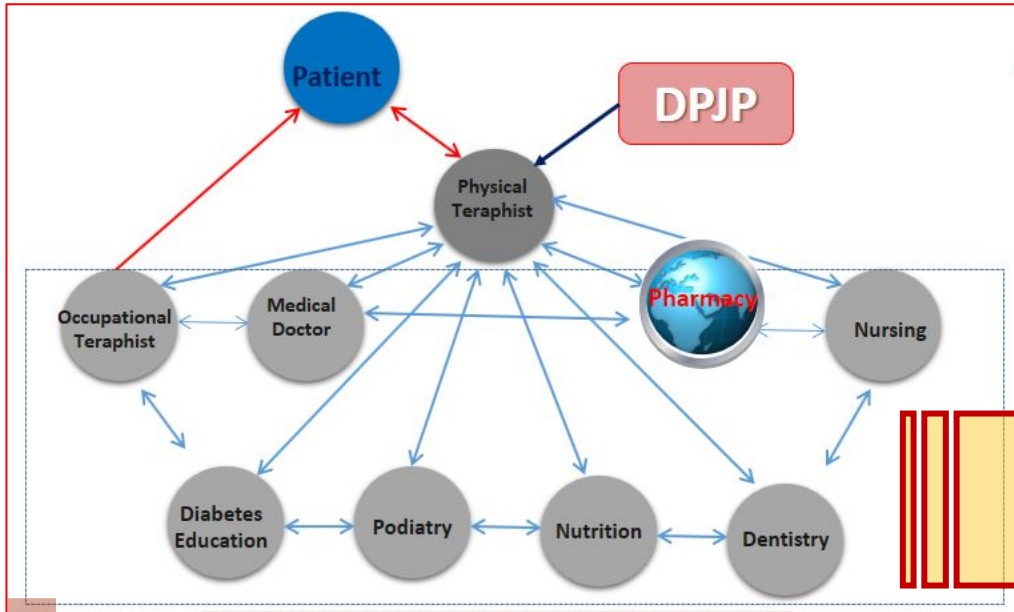 Patient
DPJP
Physical
Teraphist
Occupational
Teraphist
Medical
Doctor
Pharmacy
Nursing
Diabetes
Education
Podiatry
Nutrition
Dentistry